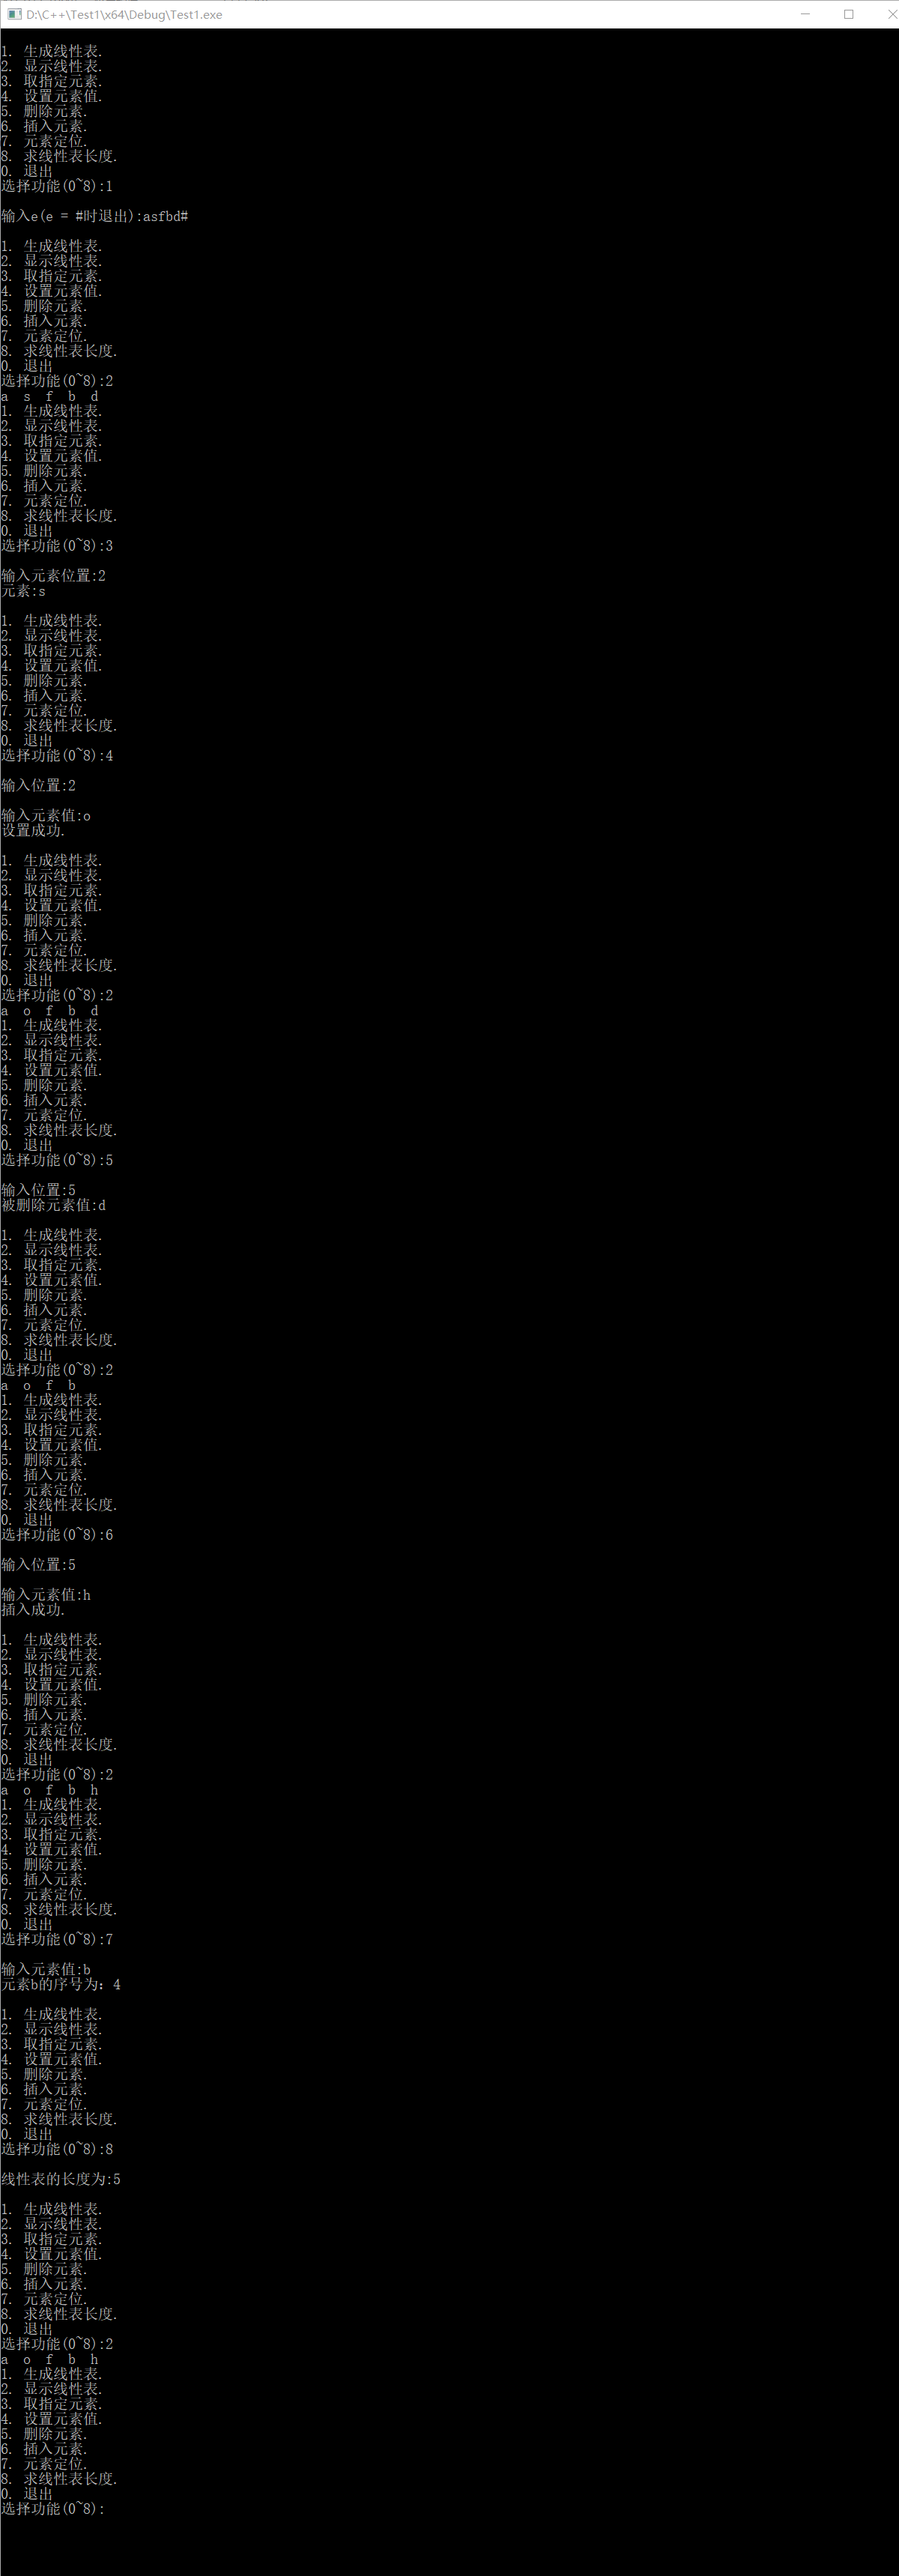 D:\C++\Test1\x64\Debug\Test1.exe
1. 生成线性表.
2. 显示线性表.
3. 取指定元素.
4. 设置元素值.
5. 删除元素.
6. 插入元素.
7. 元素定位.
8. 求线性表长度.
0. 退出
选择功能(0~8):1
输入e(e = #时退出):asfbd#
1. 生成线性表.
2. 显示线性表.
3. 取指定元素.
4. 设置元素值.
5. 删除元素.
6. 插入元素.
7. 元素定位.
8. 求线性表长度.
0. 退出
选择功能(0~8):2
a  s  f  b  d
1. 生成线性表.
2. 显示线性表.
3. 取指定元素.
4. 设置元素值.
5. 删除元素.
6. 插入元素.
7. 元素定位.
8. 求线性表长度.
0. 退出
选择功能(0~8):3
输入元素位置:2
元素:s
1. 生成线性表.
2. 显示线性表.
3. 取指定元素.
4. 设置元素值.
5. 删除元素.
6. 插入元素.
7. 元素定位.
8. 求线性表长度.
0. 退出
选择功能(0~8):4
输入位置:2
输入元素值:o
设置成功.
1. 生成线性表.
2. 显示线性表.
3. 取指定元素.
4. 设置元素值.
5. 删除元素.
6. 插入元素.
7. 元素定位.
8. 求线性表长度.
0. 退出
选择功能(0~8):2
a  o  f  b  d
1. 生成线性表.
2. 显示线性表.
3. 取指定元素.
4. 设置元素值.
5. 删除元素.
6. 插入元素.
7. 元素定位.
8. 求线性表长度.
0. 退出
选择功能(0~8):5
输入位置:5
被删除元素值:d
1. 生成线性表.
2. 显示线性表.
3. 取指定元素.
4. 设置元素值.
5. 删除元素.
6. 插入元素.
7. 元素定位.
8. 求线性表长度.
0. 退出
选择功能(0~8):2
a  o  f  b
1. 生成线性表.
2. 显示线性表.
3. 取指定元素.
4. 设置元素值.
5. 删除元素.
6. 插入元素.
7. 元素定位.
8. 求线性表长度.
0. 退出
选择功能(0~8):6
输入位置:5
输入元素值:h
插入成功.
1. 生成线性表.
2. 显示线性表.
3. 取指定元素.
4. 设置元素值.
5. 删除元素.
6. 插入元素.
7. 元素定位.
8. 求线性表长度.
0. 退出
选择功能(0~8):2
a  o  f  b  h
1. 生成线性表.
2. 显示线性表.
3. 取指定元素.
4. 设置元素值.
5. 删除元素.
6. 插入元素.
7. 元素定位.
8. 求线性表长度.
0. 退出
选择功能(0~8):7
输入元素值:b
元素b的序号为：4
1. 生成线性表.
2. 显示线性表.
3. 取指定元素.
4. 设置元素值.
5. 删除元素.
6. 插入元素.
7. 元素定位.
8. 求线性表长度.
0. 退出
选择功能(0~8):8
线性表的长度为:5
1. 生成线性表.
2. 显示线性表.
3. 取指定元素.
4. 设置元素值.
5. 删除元素.
6. 插入元素.
7. 元素定位.
8. 求线性表长度.
0. 退出
选择功能(0~8):2
a  o  f  b  h
1. 生成线性表.
2. 显示线性表.
3. 取指定元素.
4. 设置元素值.
5. 删除元素.
6. 插入元素.
7. 元素定位.
8. 求线性表长度.
0. 退出
选择功能(0~8):